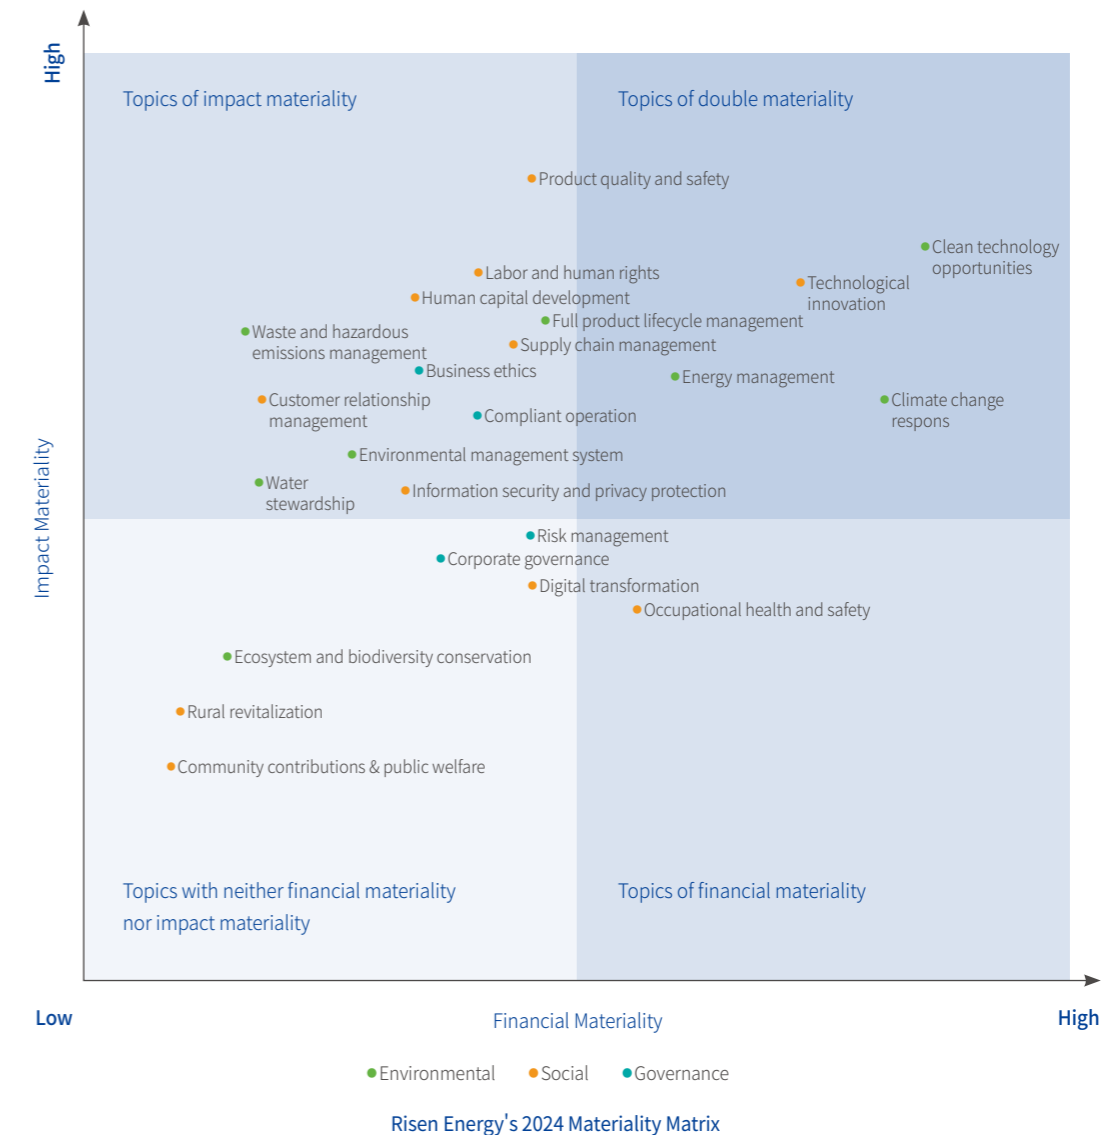 High
Topics of impact materiality
Topics of double materiality
Product quality and safety
Clean technology
opportunities
Labor and human rights
Technological
innovation
Human capital development
Full product lifecycle management
Waste and hazardous
emissions management
Supply chain management
Business ethics
Energy management
Customer relationship
management
Climate change
respons
Compliant operation
Environmental management system
Water
stewardship
Information security and privacy protection
Impact Materiality
Risk management
Corporate governance
Digital transformation
Occupational health and safety
Ecosystem and biodiversity conservation
Rural revitalization
Community contributions & public welfare
Topics with neither financial materiality
nor impact materiality
Topics of financial materiality
Low
Financial Materiality
High
Environmental
Social
Governance
Risen Energy's 2024 Materiality Matrix